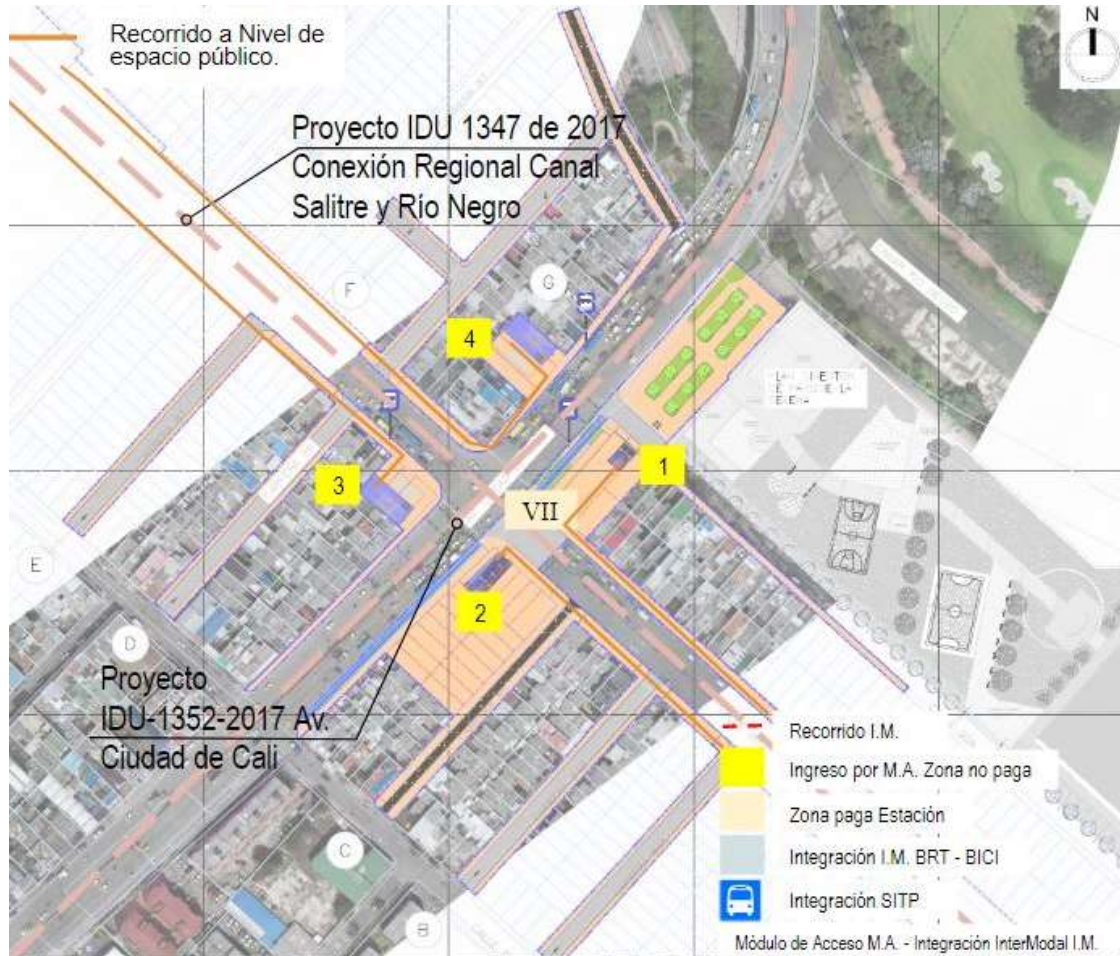 Recorrido a Nivel de
espacio público.
N
Proyecto IDU 1347 de 2017
Conexión Regional Canal
Salitre y Río Negro
F
G
4
3
1
VII
2
E
D
Proyecto
IDU-1352-2017 Av.
Ciudad de Cali
C
B
Recorrido I.M.
Ingreso por M.A. Zona no paga
Zona paga Estación
Integración I.M. BRT - BICI
Integración SITP
Módulo de Acceso M.A. - Integración InterModal I.M.